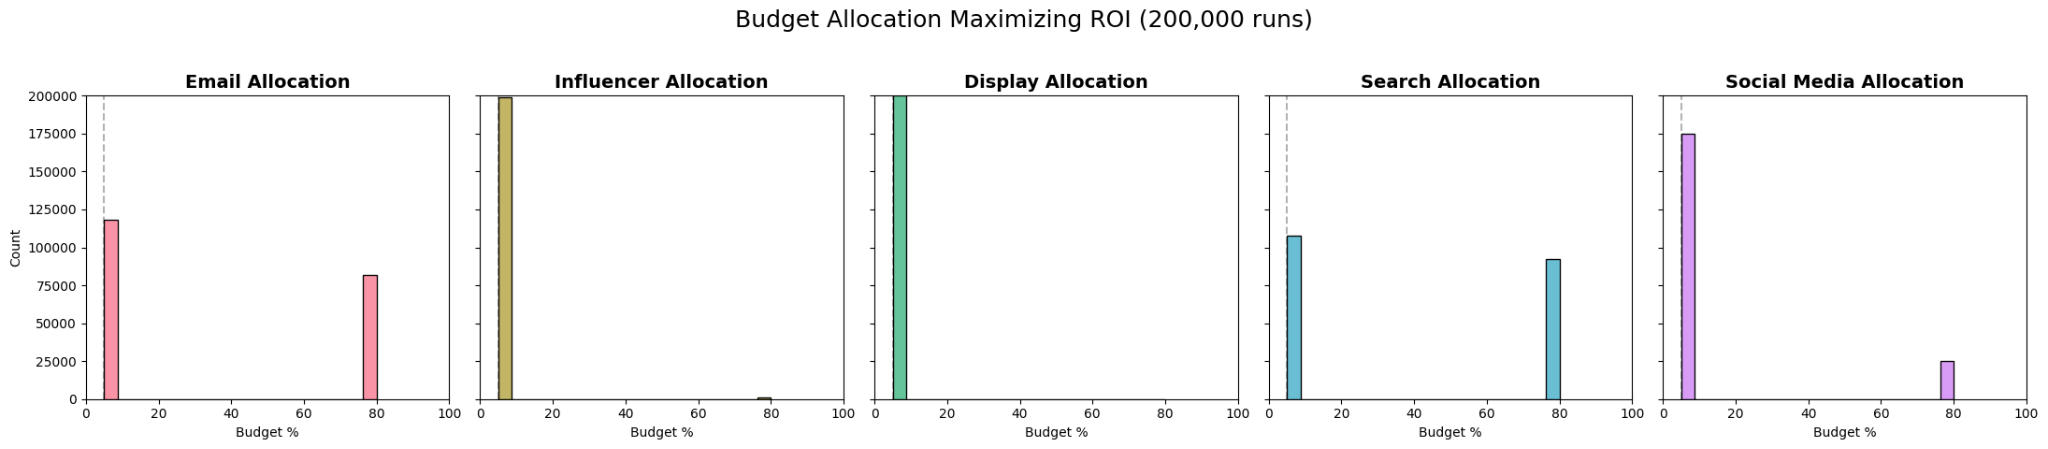 Budget Allocation Maximizing ROI (200,000 runs)
Email Allocation
Influencer Allocation
Display Allocation
Search Allocation
Social Media Allocation
200000
175000
150000
125000
100000
75000
50000
25000
0
Count
0 20 40 60 80 100
0 20 40 60 80 100
0 20 40 60 80 100
0 20 40 60 80 100
0 20 40 60 80 100
Budget %
Budget %
Budget %
Budget %
Budget %